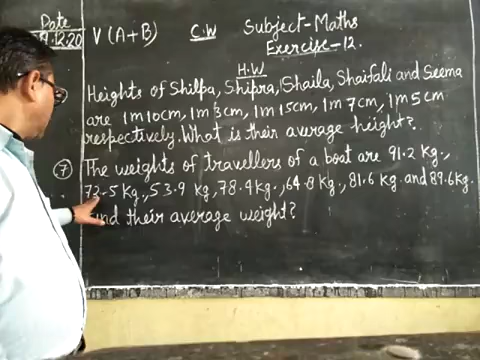 Date V (A+B) C.W Subject-Maths
9.12.20 Exercise-12.
H.W
Heights of Shilpa, Shipra, Shaila, Shaifali and Seema
are 1m 10cm, 1m 3cm, 1m 15cm, 1m 7cm, 1m 5cm
respectively. What is their average height?
7 The weights of travellers of a boat are 91.2 Kg.,
72.5 Kg., 53.9 kg, 78.4 kg., 64.8 Kg., 81.6 kg. and 89.6 kg.
ind their average weight?